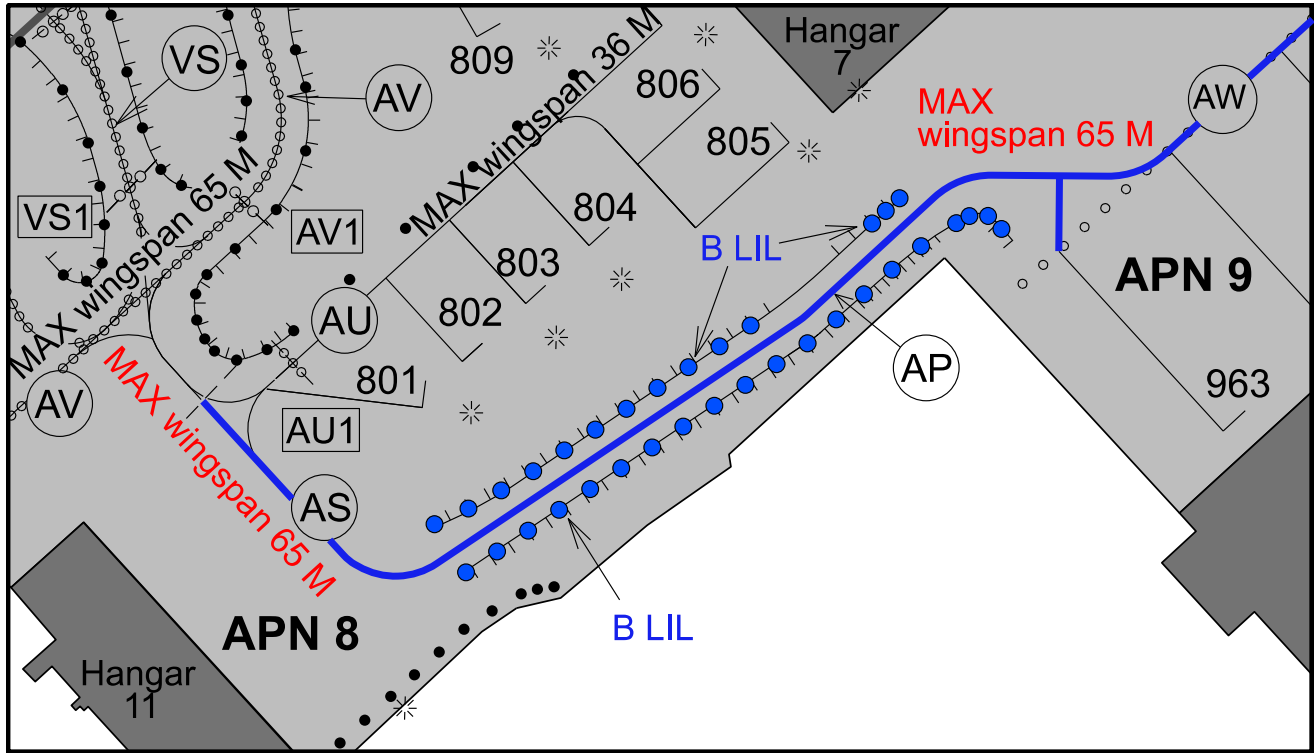 VS
AV
809
MAX wingspan 36 M
806
Hangar
7
805
MAX
wingspan 65 M
AW
VS1
MAX wingspan 65 M
AV1
804
803
B LIL
AU
802
APN 9
AV
801
MAX wingspan 65 M
AU1
AP
963
AS
APN 8
B LIL
Hangar
11